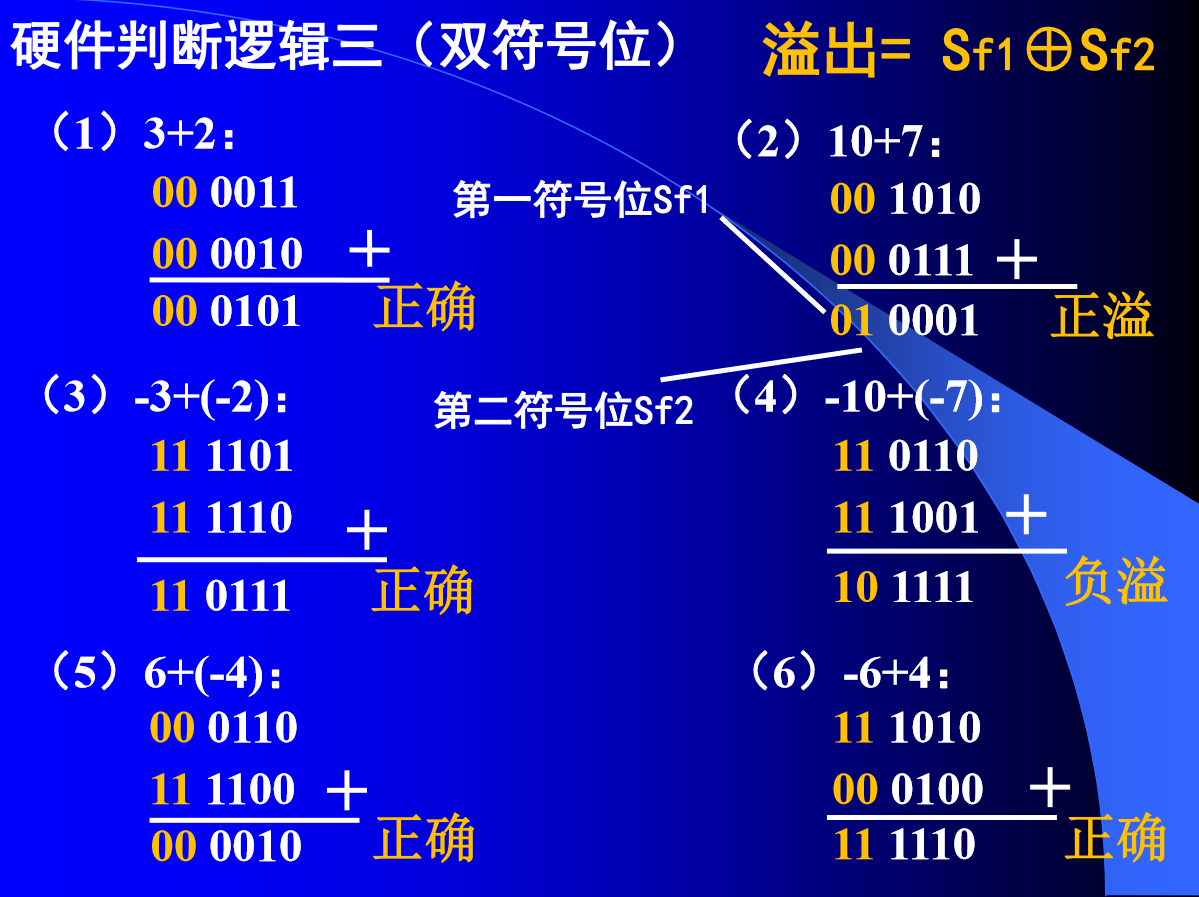 硬件判断逻辑三（双符号位） 溢出= Sf1⊕Sf2
（1）3+2：
00 0011
00 0010 +
00 0101 正确
（2）10+7：
00 1010
00 0111 +
01 0001 正溢
第一符号位Sf1
第二符号位Sf2
（3）-3+(-2)：
11 1101
11 1110 +
11 0111 正确
（4）-10+(-7)：
11 0110
11 1001 +
10 1111 负溢
（5）6+(-4)：
00 0110
11 1100 +
00 0010 正确
（6）-6+4：
11 1010
00 0100 +
11 1110 正确